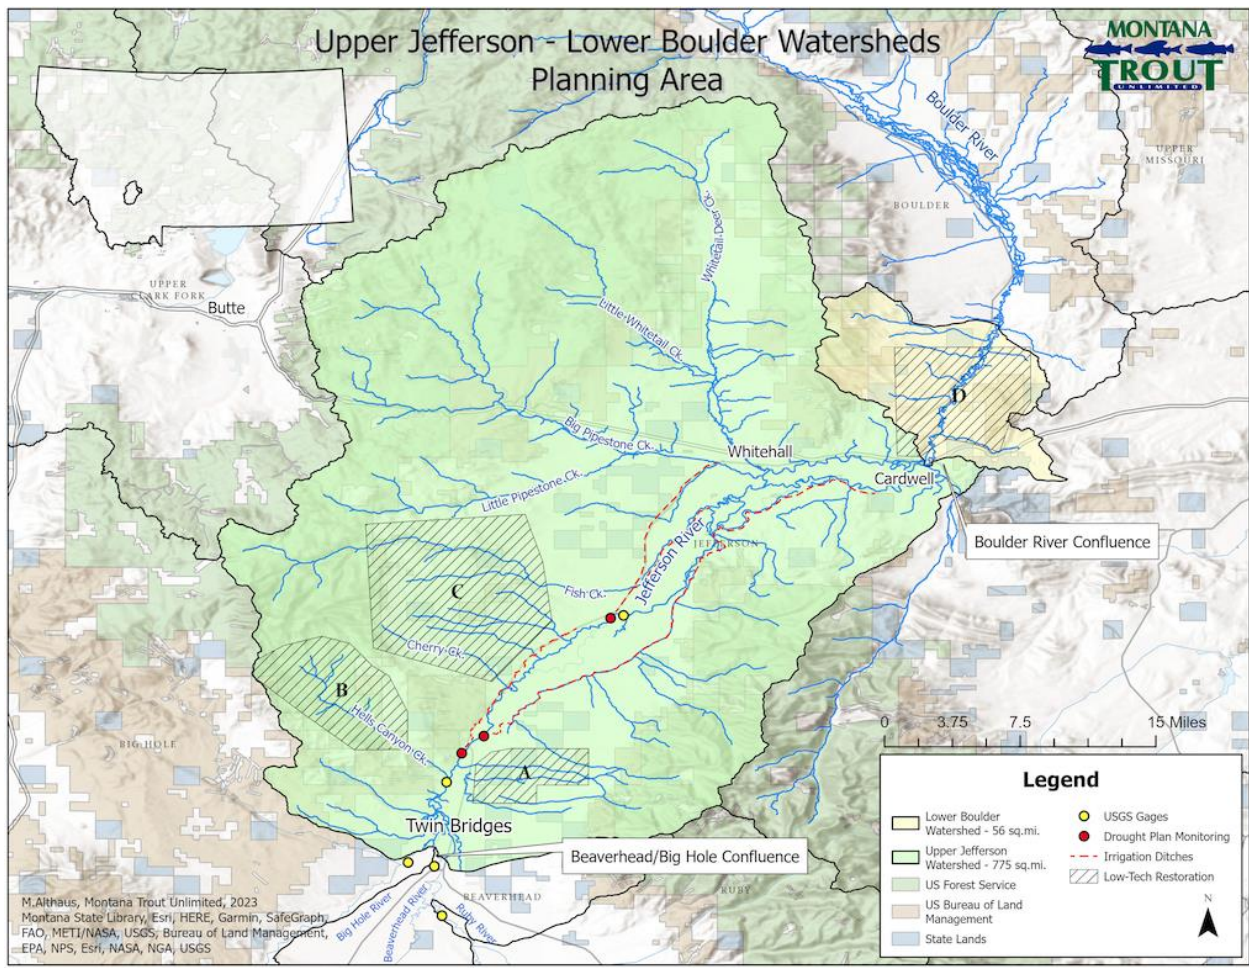 Upper Jefferson - Lower Boulder Watersheds
Planning Area
MONTANA
TROUT
UNLIMITED
Boulder River
UPPER
MISSOURI
BOULDER
Whitetail Deer Ck.
UPPER
CLARK FORK
Butte
Little Whitetail Ck.
D
Big Pipestone Ck.
Whitehall
Cardwell
Little Pipestone Ck.
Boulder River Confluence
JEFFERSON
Jefferson River
C
Fish Ck.
Cherry Ck.
B
Hells Canyon Ck.
BIG HOLE
A
0 3.75 7.5 15 Miles
Twin Bridges
Beaverhead/Big Hole Confluence
BEAVERHEAD
RUBY
Big Hole River
Beaverhead River
Ruby River
Legend
Lower Boulder
Watershed - 56 sq.mi.
Upper Jefferson
Watershed - 775 sq.mi.
US Forest Service
US Bureau of Land
Management
State Lands
USGS Gages
Drought Plan Monitoring
Irrigation Ditches
Low-Tech Restoration
N
M.Althaus, Montana Trout Unlimited, 2023
Montana State Library, Esri, HERE, Garmin, SafeGraph,
FAO, METI/NASA, USGS, Bureau of Land Management,
EPA, NPS, Esri, NASA, NGA, USGS